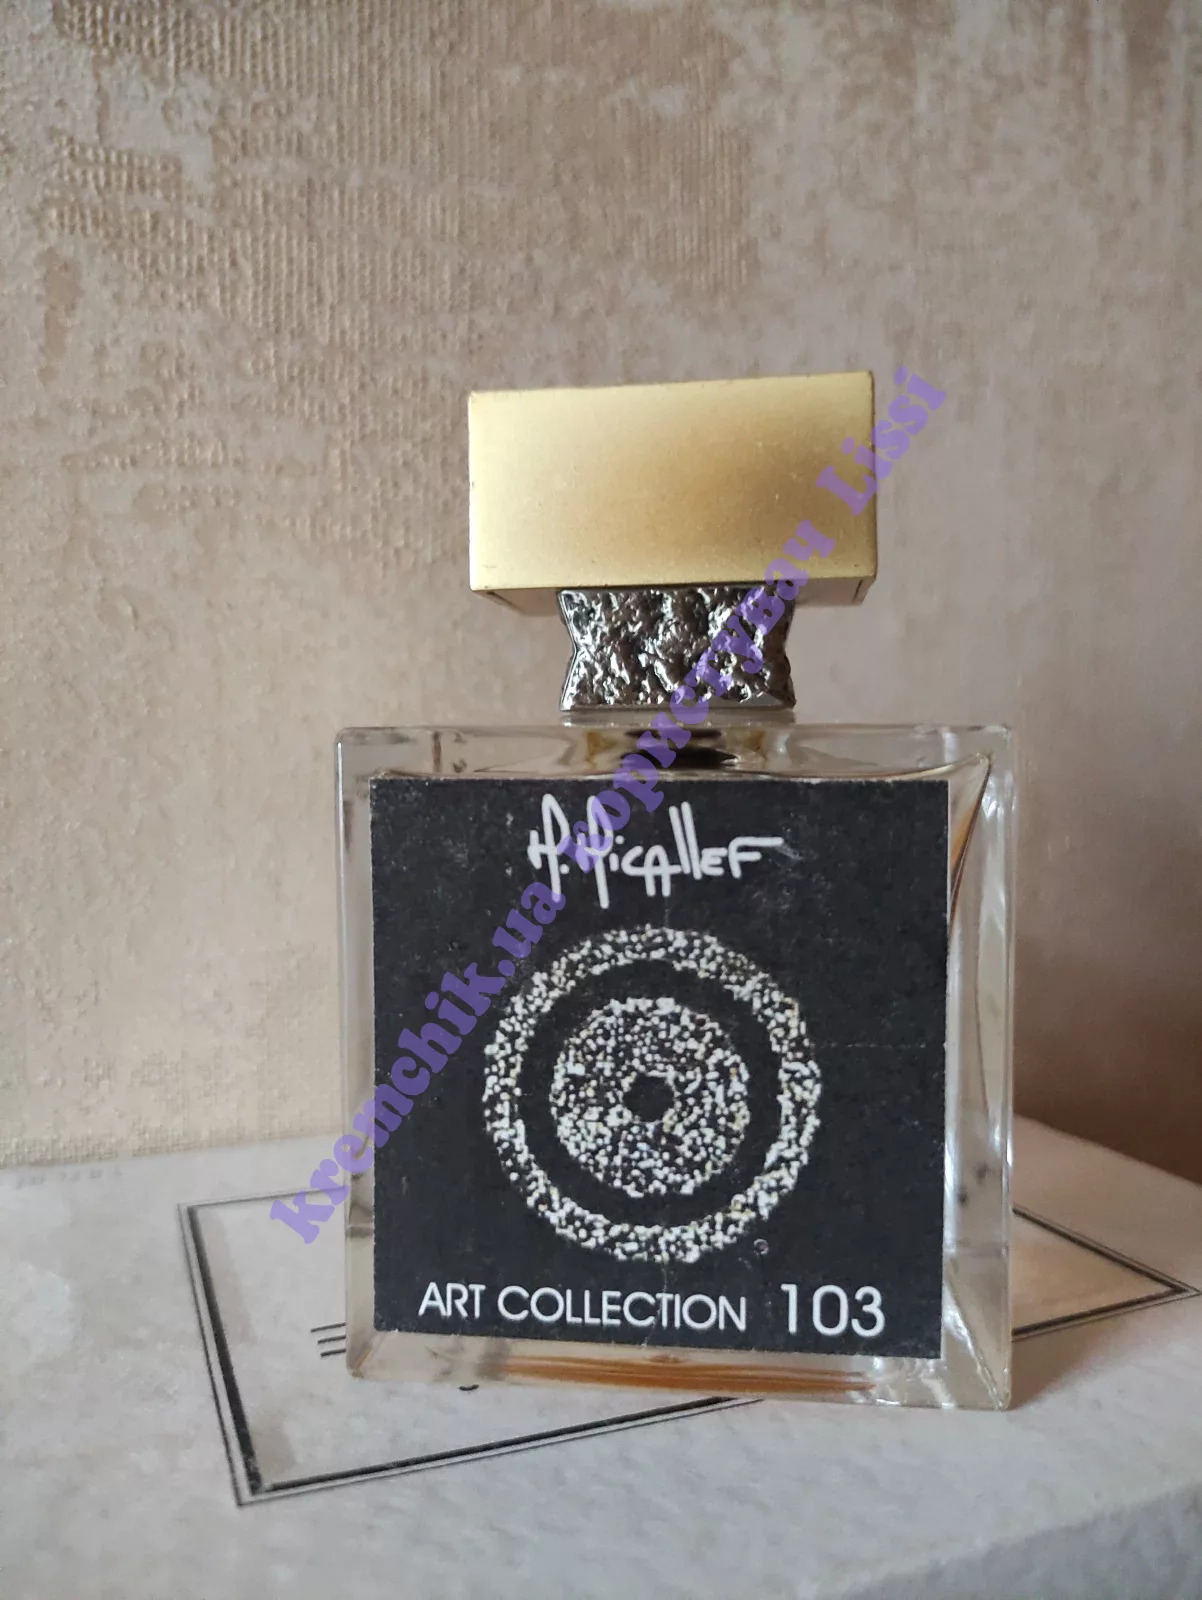 M. Micallef
ART COLLECTION 103
kremchik.ua користувач Lissi